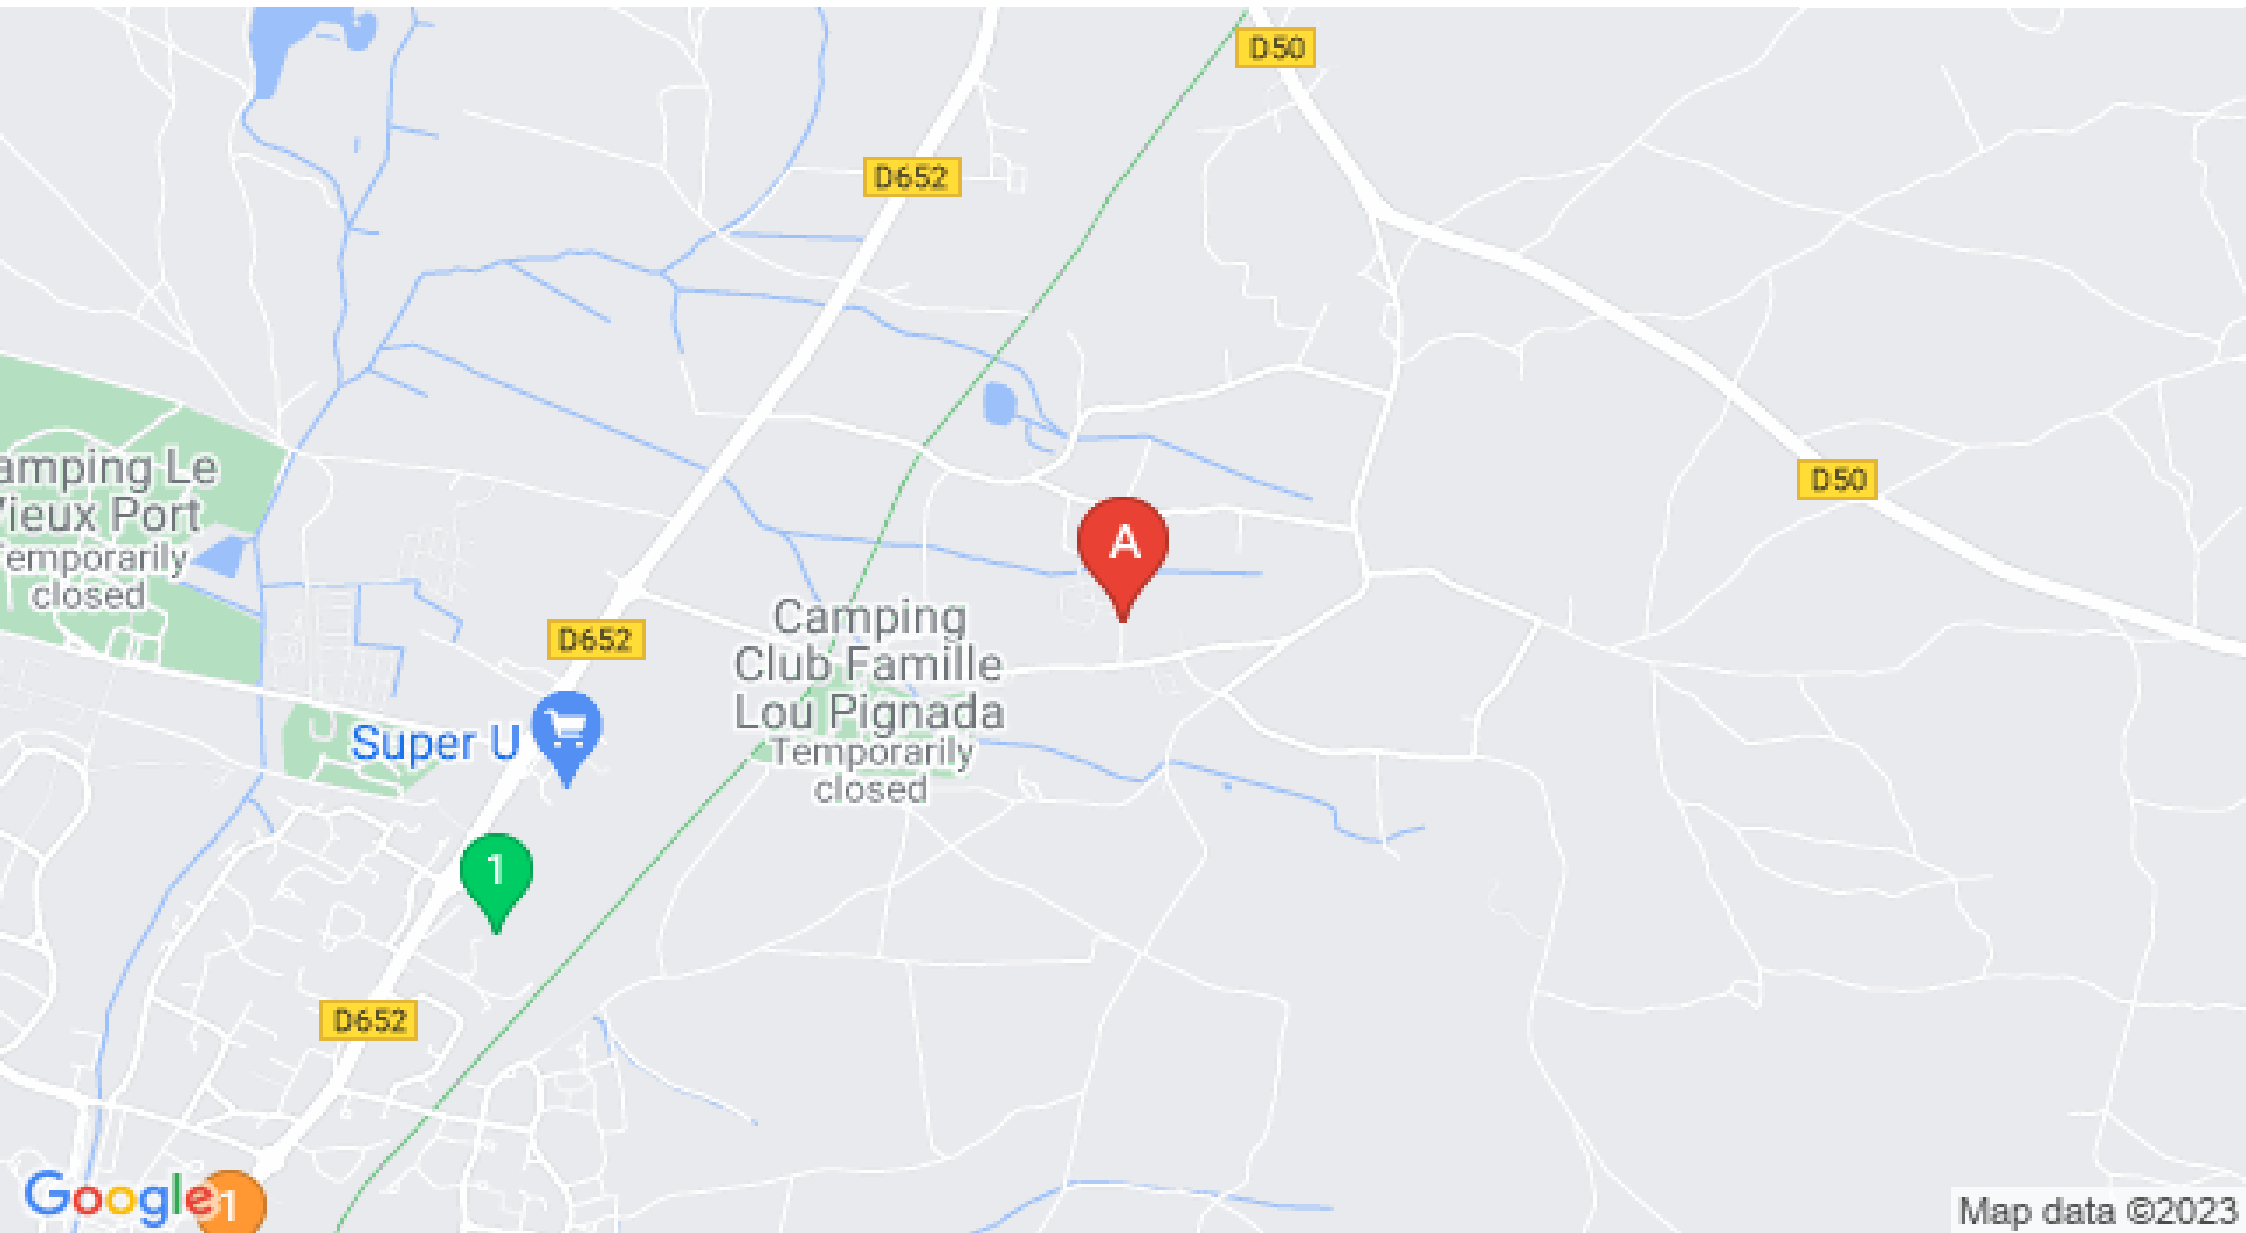 D50
D652
amping Le
Vieux Port
emporarily
closed
D50
A
Camping
Club Famille
Lou Pignada
Temporarily
closed
D652
Super U
1
D652
Google
1
Map data ©2023